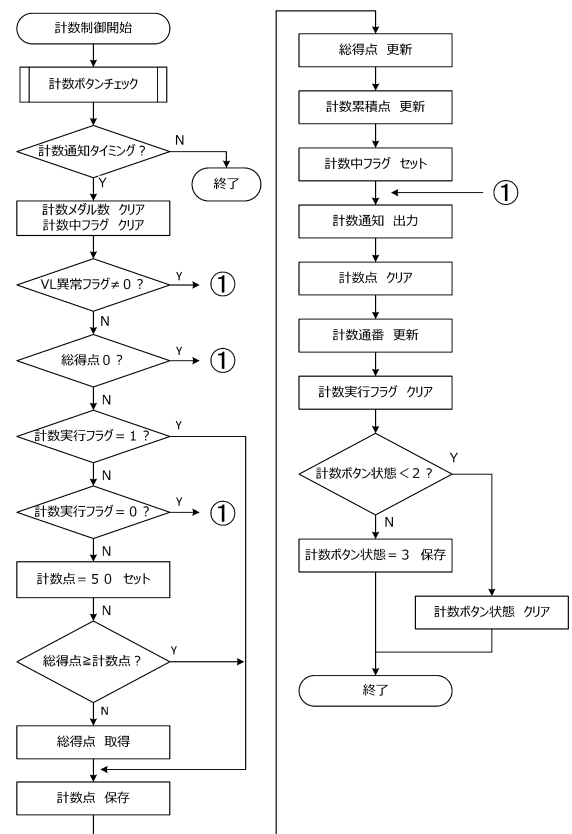 計数制御開始
計数ボタンチェック
計数通知タイミング？
N
終了
Y
計数メダル数 クリア
計数中フラグ クリア
VL異常フラグ≠０？
Y
①
N
総得点０？
Y
①
N
計数実行フラグ＝１？
Y
N
計数実行フラグ＝０？
Y
①
N
計数点＝５０ セット
N
総得点≧計数点？
Y
N
総得点 取得
計数点 保存
総得点 更新
計数累積点 更新
計数中フラグ セット
①
計数通知 出力
計数点 クリア
計数通番 更新
計数実行フラグ クリア
計数ボタン状態＜２？
Y
N
計数ボタン状態＝３ 保存
計数ボタン状態 クリア
終了